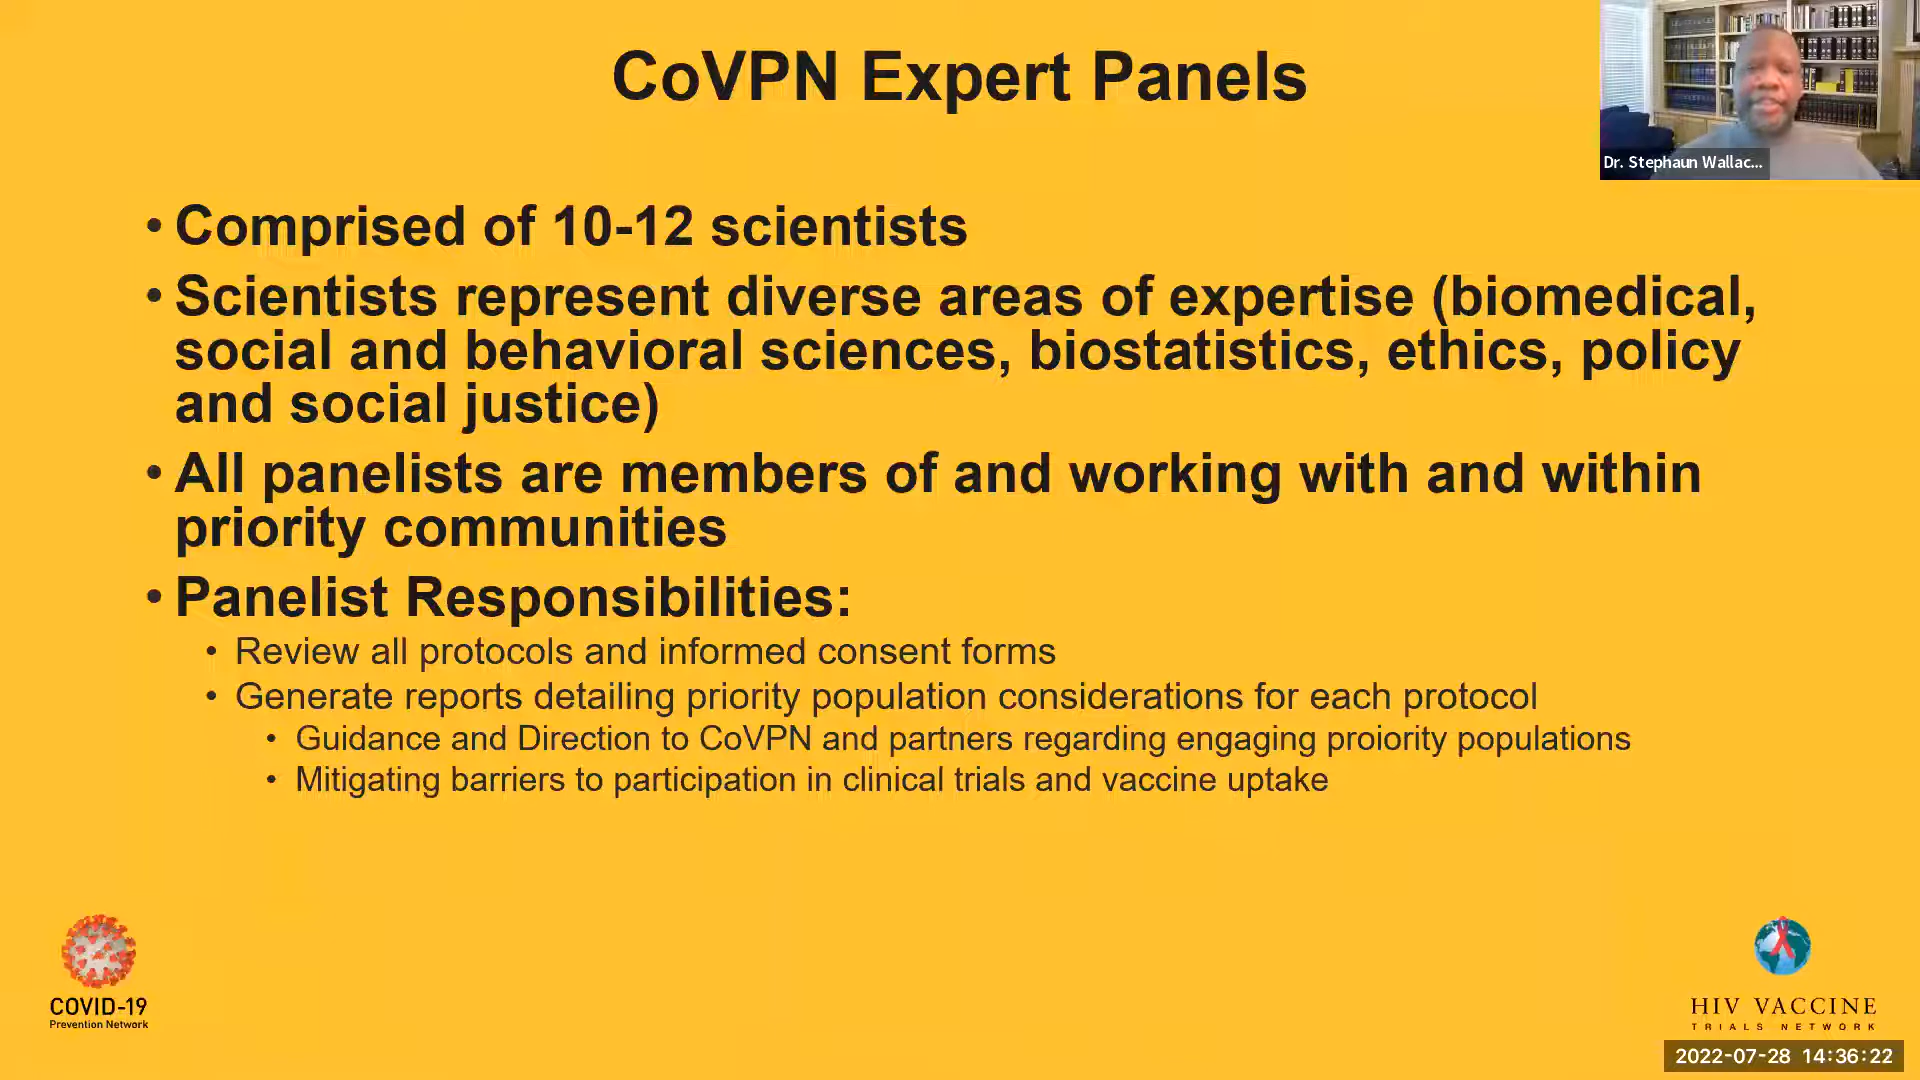 CoVPN Expert Panels
Dr. Stephaun Wallac...
• Comprised of 10-12 scientists
• Scientists represent diverse areas of expertise (biomedical,
social and behavioral sciences, biostatistics, ethics, policy
and social justice)
• All panelists are members of and working with and within
priority communities
• Panelist Responsibilities:
• Review all protocols and informed consent forms
• Generate reports detailing priority population considerations for each protocol
• Guidance and Direction to CoVPN and partners regarding engaging proiority populations
• Mitigating barriers to participation in clinical trials and vaccine uptake
COVID-19
Prevention Network
HIV VACCINE
TRIALS NETWORK
2022-07-28 14:36:22